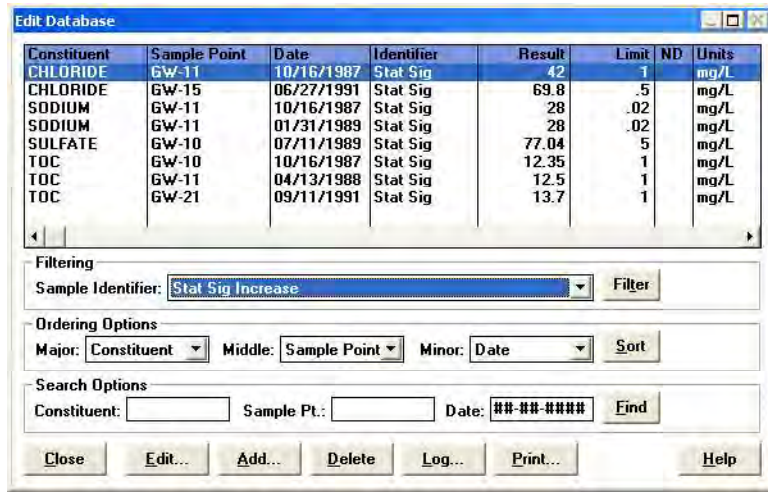 Edit Database
Constituent Sample Point Date Identifier Result Limit ND Units
CHLORIDE GW-11 10/16/1987 Stat Sig 42 1 mg/L
CHLORIDE GW-15 06/27/1991 Stat Sig 69.8 .5 mg/L
SODIUM GW-11 10/16/1987 Stat Sig 28 .02 mg/L
SODIUM GW-11 01/31/1989 Stat Sig 28 .02 mg/L
SULFATE GW-10 07/11/1989 Stat Sig 77.04 5 mg/L
TOC GW-10 10/16/1987 Stat Sig 12.35 1 mg/L
TOC GW-11 04/13/1988 Stat Sig 12.5 1 mg/L
TOC GW-21 09/11/1991 Stat Sig 13.7 1 mg/L
Filtering
Sample Identifier: Stat Sig Increase Filter
Ordering Options
Major: Constituent Middle: Sample Point Minor: Date Sort
Search Options
Constituent: Sample Pt.: Date: ##-##-#### Find
Close Edit... Add... Delete Log... Print... Help